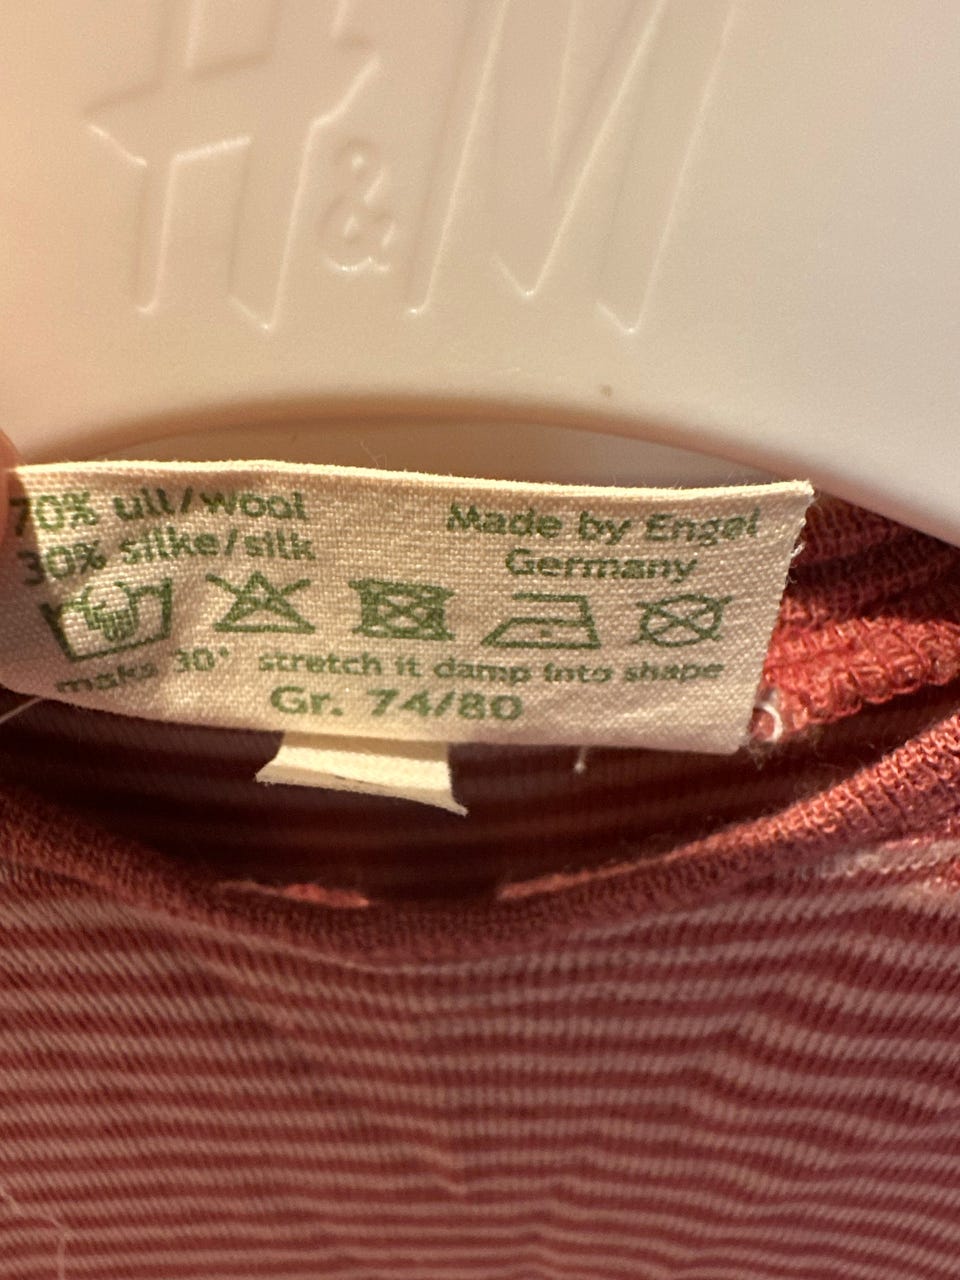 H&M
70% ull/wool
30% silke/silk
Made by Engel
Germany
maks 30° stretch it damp into shape
Gr. 74/80